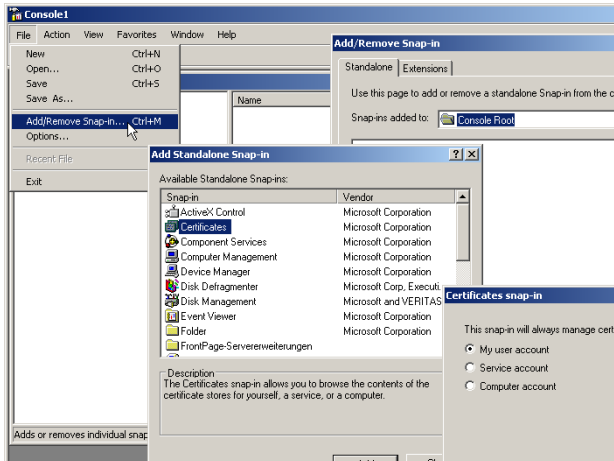 Console1
File Action View Favorites Window Help
New Ctrl+N
Open... Ctrl+O
Save Ctrl+S
Save As...
Add/Remove Snap-in... Ctrl+M
Options...
Recent File
Exit
Name
Adds or removes individual snap
Add/Remove Snap-in
Standalone Extensions
Use this page to add or remove a standalone Snap-in from the c
Snap-ins added to: Console Root
Add Standalone Snap-in
Available Standalone Snap-ins:
Snap-in Vendor
ActiveX Control Microsoft Corporation
Certificates Microsoft Corporation
Component Services Microsoft Corporation
Computer Management Microsoft Corporation
Device Manager Microsoft Corporation
Disk Defragmenter Microsoft Corp, Executi
Disk Management Microsoft and VERITAS
Event Viewer Microsoft Corporation
Folder Microsoft Corporation
FrontPage-Servererweiterungen
Description
The Certificates snap-in allows you to browse the contents of the
certificate stores for yourself, a service, or a computer.
Certificates snap-in
This snap-in will always manage cert
My user account
Service account
Computer account